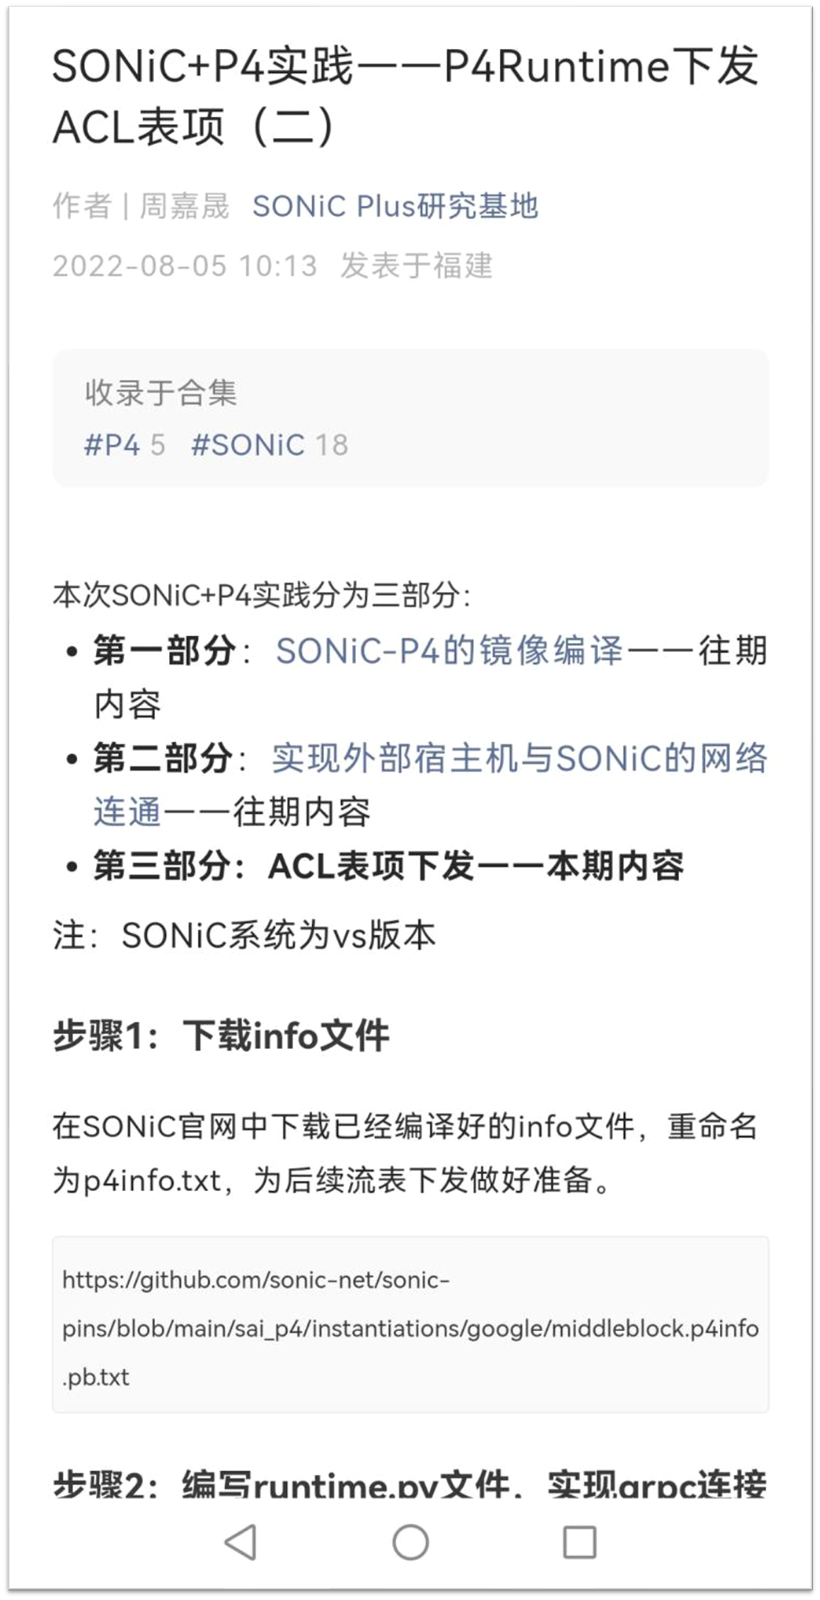 SONiC+P4实践——P4Runtime下发
ACL表项（二）
作者 | 周嘉晟 SONiC Plus研究基地
2022-08-05 10:13 发表于福建
收录于合集
#P4 5 #SONiC 18
本次SONiC+P4实践分为三部分：
• 第一部分：SONiC-P4的镜像编译——往期
内容
• 第二部分：实现外部宿主机与SONiC的网络
连通——往期内容
• 第三部分：ACL表项下发——本期内容
注：SONiC系统为vs版本
步骤1：下载info文件
在SONiC官网中下载已经编译好的info文件，重命名
为p4info.txt，为后续流表下发做好准备。
https://github.com/sonic-net/sonic-
pins/blob/main/sai_p4/instantiations/google/middleblock.p4info
.pb.txt
步骤2：编写runtime.py文件，实现grpc连接